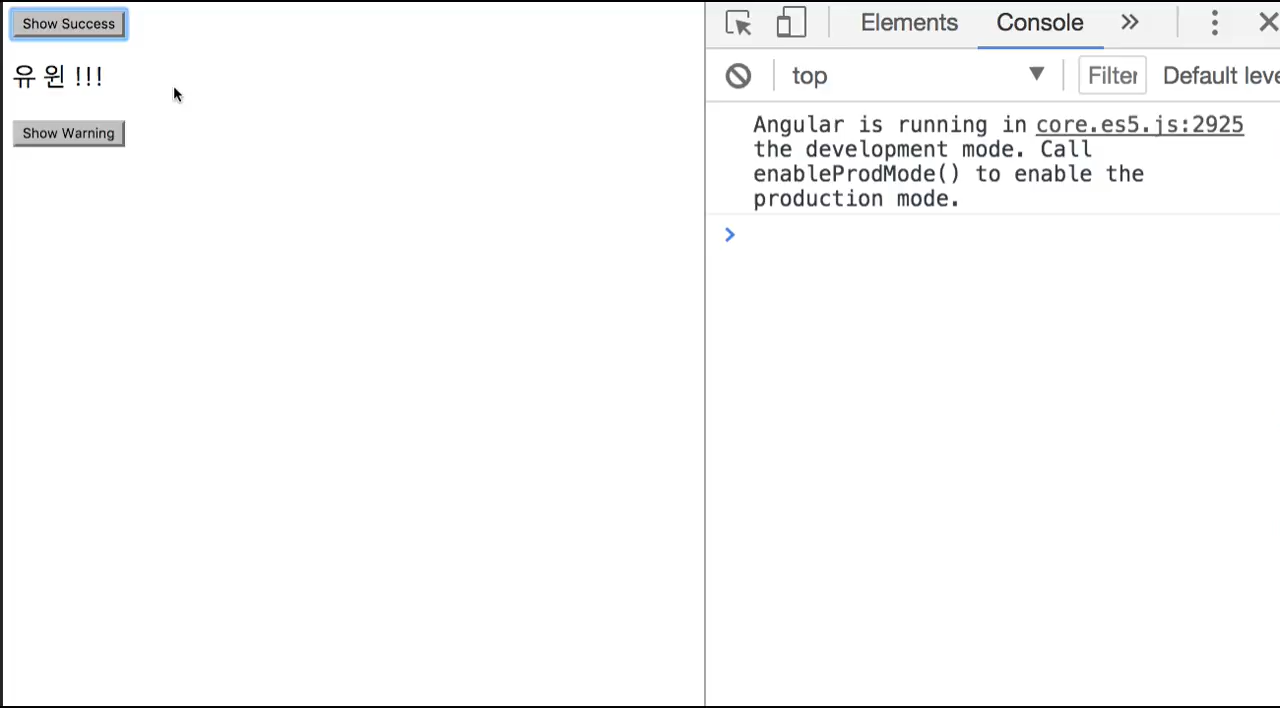 Show Success
유 윈 !!!
Show Warning
Elements Console
top Filter Default leve
Angular is running in core.es5.js:2925
the development mode. Call
enableProdMode() to enable the
production mode.